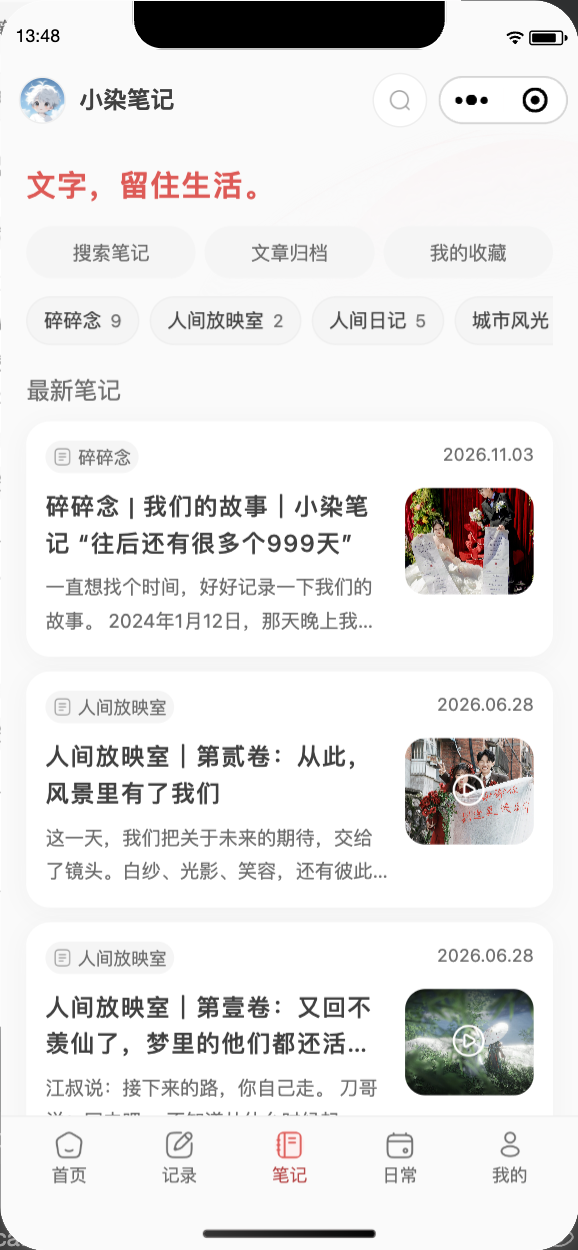 13:48
小染笔记
文字，留住生活。
搜索笔记 文章归档 我的收藏
碎碎念 9 人间放映室 2 人间日记 5 城市风光
最新笔记
碎碎念 2026.11.03
碎碎念 | 我们的故事｜小染笔
记 “往后还有很多个999天”
一直想找个时间，好好记录一下我们的
故事。 2024年1月12日，那天晚上我...
人间放映室 2026.06.28
人间放映室｜第贰卷：从此，
风景里有了我们
这一天，我们把关于未来的期待，交给
了镜头。白纱、光影、笑容，还有彼此...
人间放映室 2026.06.28
人间放映室｜第壹卷：又回不
羡仙了，梦里的他们都还活...
江叔说：接下来的路，你自己走。 刀哥
首页 记录 笔记 日常 我的